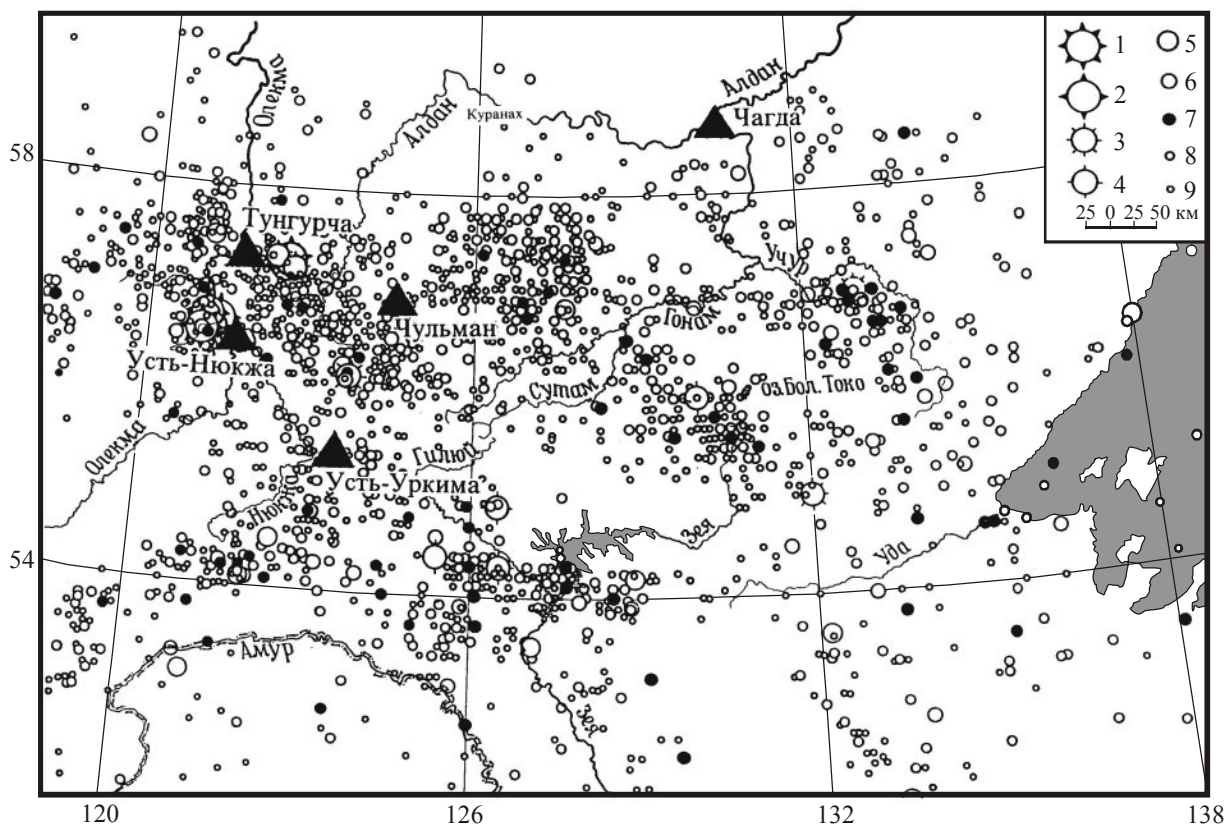 58
54
120
126
132
138
1
2
3
4
5
6
7
8
9
25 0 25 50 км
Олекма
Алдан
Куранах
Алдан
Чагда
Тунгурча
Учур
Чульман
Гонам
Усть-Нюкжа
Сутам
оз.Бол. Токо
Олекма
Гилюй
Усть-Уркима
Нюкжа
Зея
Уда
Амур
Зея